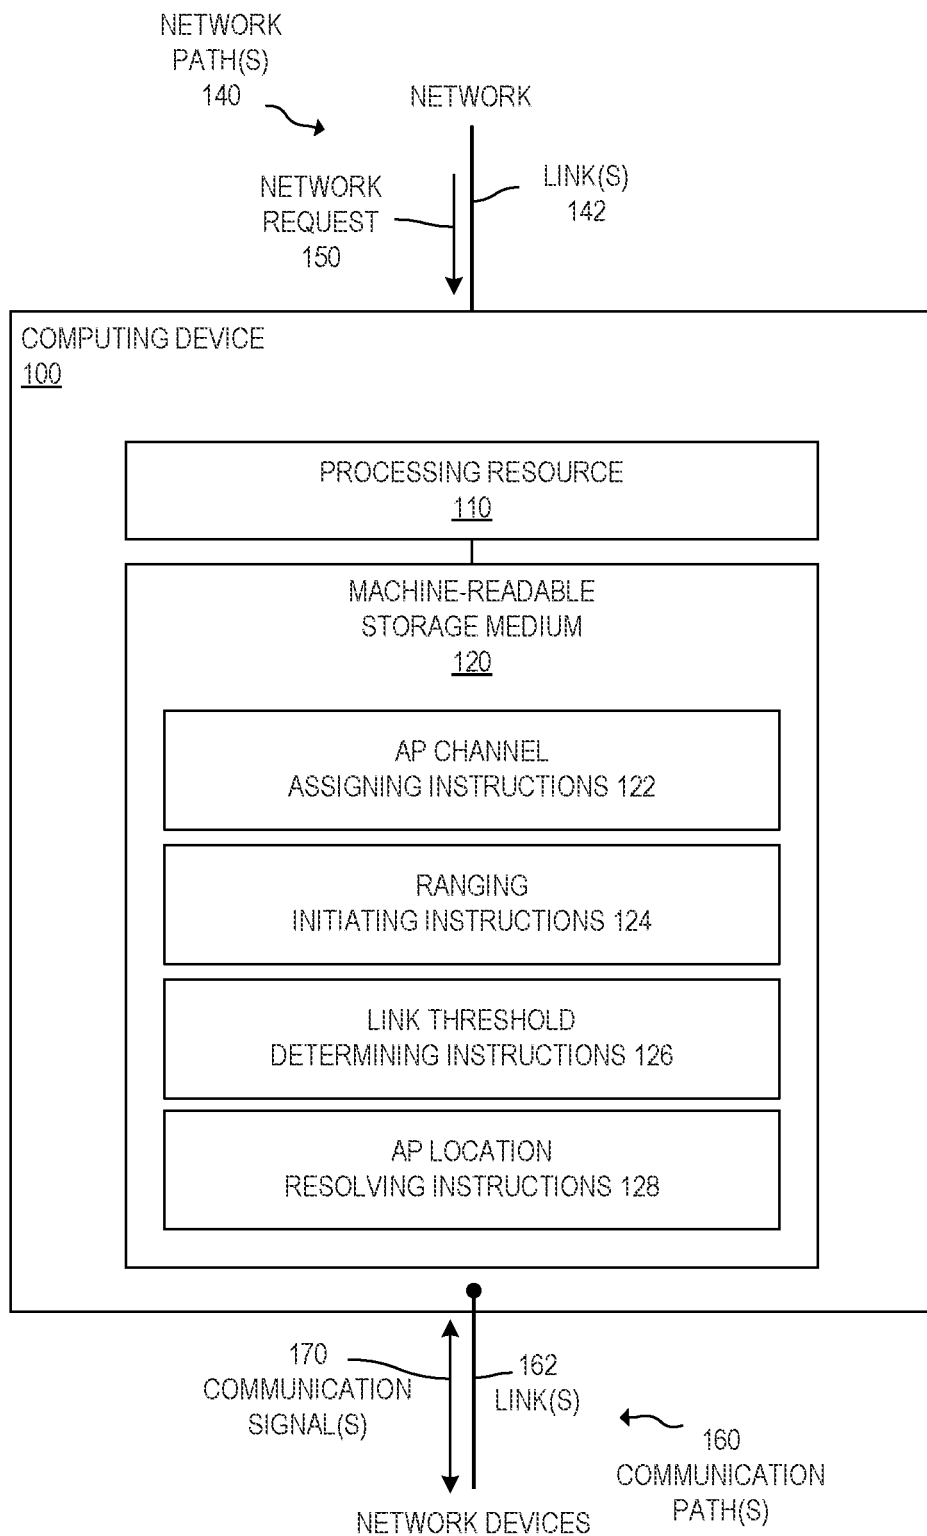 NETWORK
PATH(S)
140
NETWORK
NETWORK
REQUEST
150
LINK(S)
142
COMPUTING DEVICE
100
PROCESSING RESOURCE
110
MACHINE-READABLE
STORAGE MEDIUM
120
AP CHANNEL
ASSIGNING INSTRUCTIONS 122
RANGING
INITIATING INSTRUCTIONS 124
LINK THRESHOLD
DETERMINING INSTRUCTIONS 126
AP LOCATION
RESOLVING INSTRUCTIONS 128
170
COMMUNICATION
SIGNAL(S)
162
LINK(S)
160
COMMUNICATION
PATH(S)
NETWORK DEVICES